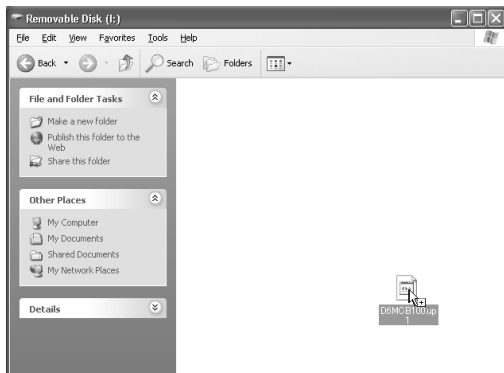 Removable Disk (I:)
File Edit View Favorites Tools Help
Back Search Folders
File and Folder Tasks
Make a new folder
Publish this folder to the
Web
Share this folder
Other Places
My Computer
My Documents
Shared Documents
My Network Places
Details
D6MCB100.up
1